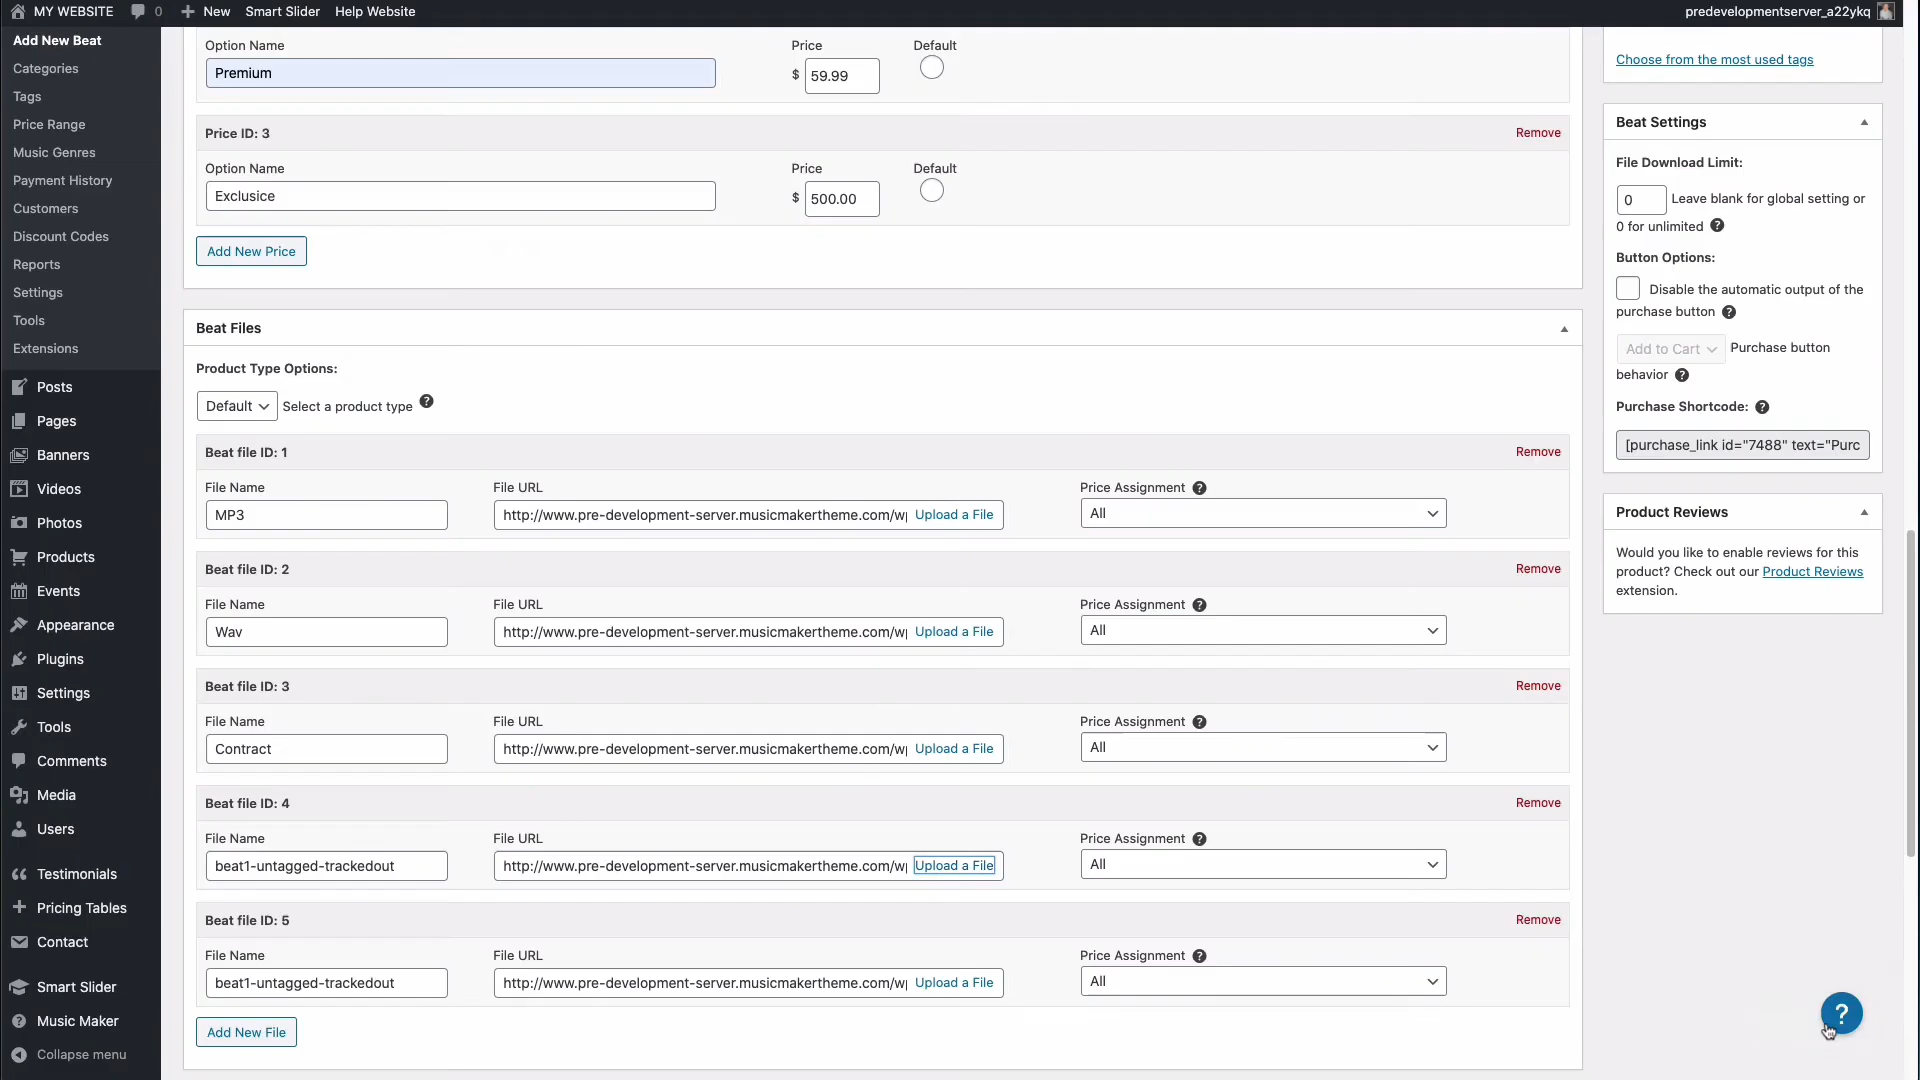 MY WEBSITE 0 New Smart Slider Help Website predevelopmentserver_a22ykq
Add New Beat
Categories
Tags
Price Range
Music Genres
Payment History
Customers
Discount Codes
Reports
Settings
Tools
Extensions
Posts
Pages
Banners
Videos
Photos
Products
Events
Appearance
Plugins
Settings
Tools
Comments
Media
Users
Testimonials
Pricing Tables
Contact
Smart Slider
Music Maker
Collapse menu
Option Name Price Default
Premium $ 59.99
Price ID: 3 Remove
Option Name Price Default
Exclusice $ 500.00
Add New Price
Beat Files
Product Type Options:
Default Select a product type ?
Beat file ID: 1 Remove
File Name File URL Price Assignment ?
MP3 http://www.pre-development-server.musicmakertheme.com/w Upload a File All
Beat file ID: 2 Remove
File Name File URL Price Assignment ?
Wav http://www.pre-development-server.musicmakertheme.com/w Upload a File All
Beat file ID: 3 Remove
File Name File URL Price Assignment ?
Contract http://www.pre-development-server.musicmakertheme.com/w Upload a File All
Beat file ID: 4 Remove
File Name File URL Price Assignment ?
beat1-untagged-trackedout http://www.pre-development-server.musicmakertheme.com/w Upload a File All
Beat file ID: 5 Remove
File Name File URL Price Assignment ?
beat1-untagged-trackedout http://www.pre-development-server.musicmakertheme.com/w Upload a File All
Add New File
Choose from the most used tags
Beat Settings
File Download Limit:
0 Leave blank for global setting or
0 for unlimited ?
Button Options:
Disable the automatic output of the
purchase button ?
Add to Cart Purchase button
behavior ?
Purchase Shortcode: ?
[purchase_link id="7488" text="Purc
Product Reviews
Would you like to enable reviews for this
product? Check out our Product Reviews
extension.
?